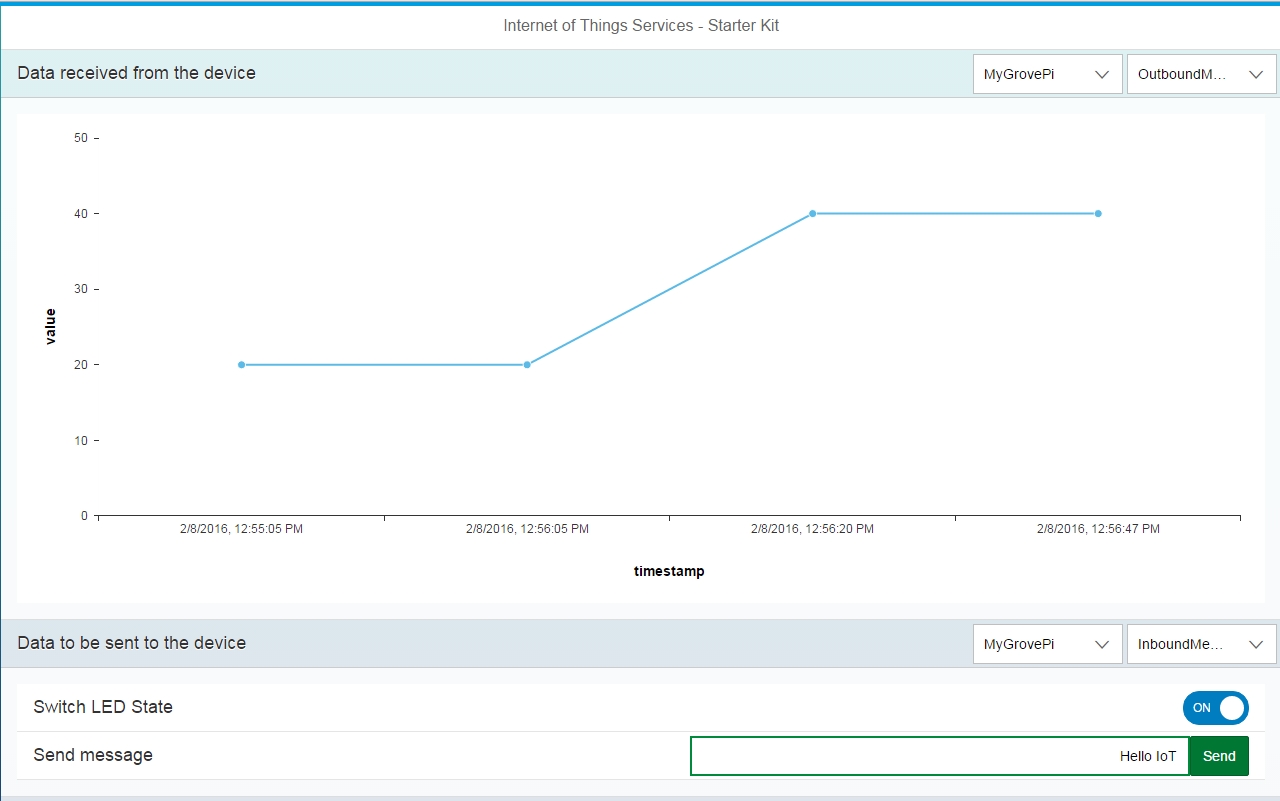 Internet of Things Services - Starter Kit
Data received from the device
MyGrovePi
OutboundM...
50
40
30
20
10
0
value
2/8/2016, 12:55:05 PM
2/8/2016, 12:56:05 PM
2/8/2016, 12:56:20 PM
2/8/2016, 12:56:47 PM
timestamp
Data to be sent to the device
MyGrovePi
InboundMe...
Switch LED State
ON
Send message
Hello IoT
Send